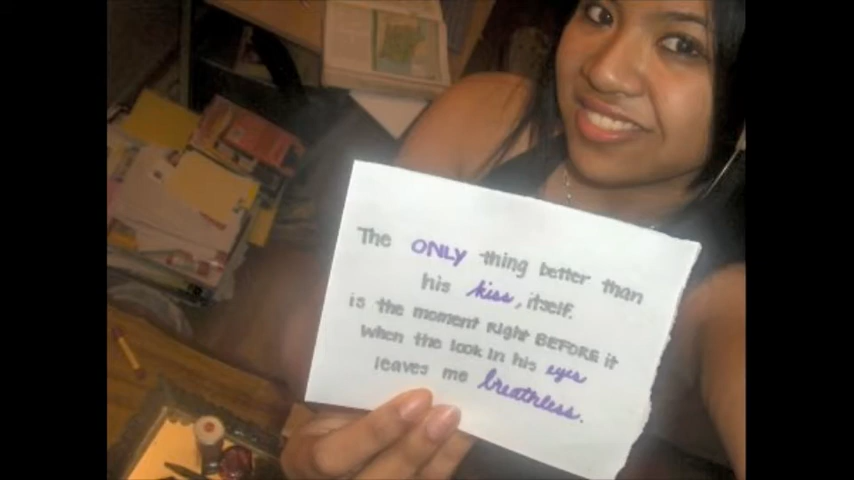 The ONLY thing better than
his kiss, itself.
is the moment Right BEFORE it
when the look in his eyes
leaves me breathless.